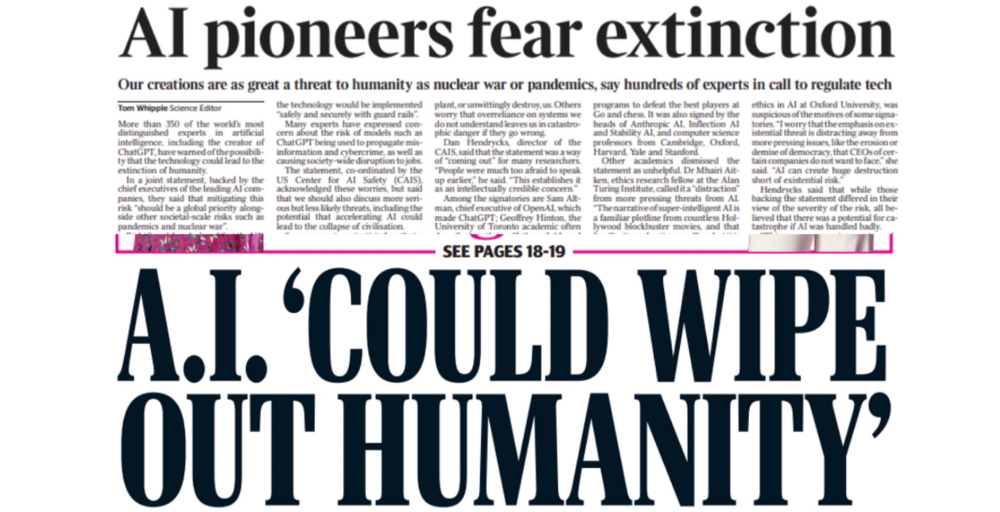 AI pioneers fear extinction
Our creations are as great a threat to humanity as nuclear war or pandemics, say hundreds of experts in call to regulate tech
Tom Whipple Science Editor
More than 350 of the world's most
distinguished experts in artificial
intelligence, including the creator of
ChatGPT, have warned of the possibili-
ty that the technology could lead to the
extinction of humanity.
In a joint statement, backed by the
chief executives of the leading AI com-
panies, they said that mitigating this
risk "should be a global priority along-
side other societal-scale risks such as
pandemics and nuclear war".
the technology would be implemented
"safely and securely with guard rails".
Many experts have expressed con-
cern about the risk of models such as
ChatGPT being used to propagate mis-
information and cybercrime, as well as
causing society-wide disruption to jobs.
The statement, co-ordinated by the
US Center for AI Safety (CAIS),
acknowledged these worries, but said
that we should also discuss more seri-
ous but less likely threats, including the
potential that accelerating AI could
lead to the collapse of civilisation.
plant, or unwittingly destroy, us. Others
worry that overreliance on systems we
do not understand leaves us in catastro-
phic danger if they go wrong.
Dan Hendrycks, director of the
CAIS, said that the statement was a way
of "coming out" for many researchers.
"People were much too afraid to speak
up earlier," he said. "This establishes it
as an intellectually credible concern."
Among the signatories are Sam Alt-
man, chief executive of OpenAI, which
made ChatGPT; Geoffrey Hinton, the
University of Toronto academic often
programs to defeat the best players at
Go and chess. It was also signed by the
heads of Anthropic AI, Inflection AI
and Stability AI, and computer science
professors from Cambridge, Oxford,
Harvard, Yale and Stanford.
Other academics dismissed the
statement as unhelpful. Dr Mhairi Ait-
ken, ethics research fellow at the Alan
Turing Institute, called it a "distraction"
from more pressing threats from AI.
"The narrative of super-intelligent AI is
a familiar plotline from countless Hol-
lywood blockbuster movies, and that
ethics in AI at Oxford University, was
suspicious of the motives of some signa-
tories. "I worry that the emphasis on ex-
istential threat is distracting away from
more pressing issues, like the erosion or
demise of democracy, that CEOs of cer-
tain companies do not want to face," she
said. "AI can create huge destruction
short of existential risk."
Hendrycks said that while those
backing the statement differed in their
view of the severity of the risk, all be-
lieved that there was a potential for ca-
tastrophe if AI was handled badly.
SEE PAGES 18-19
A.I. 'COULD WIPE
OUT HUMANITY'